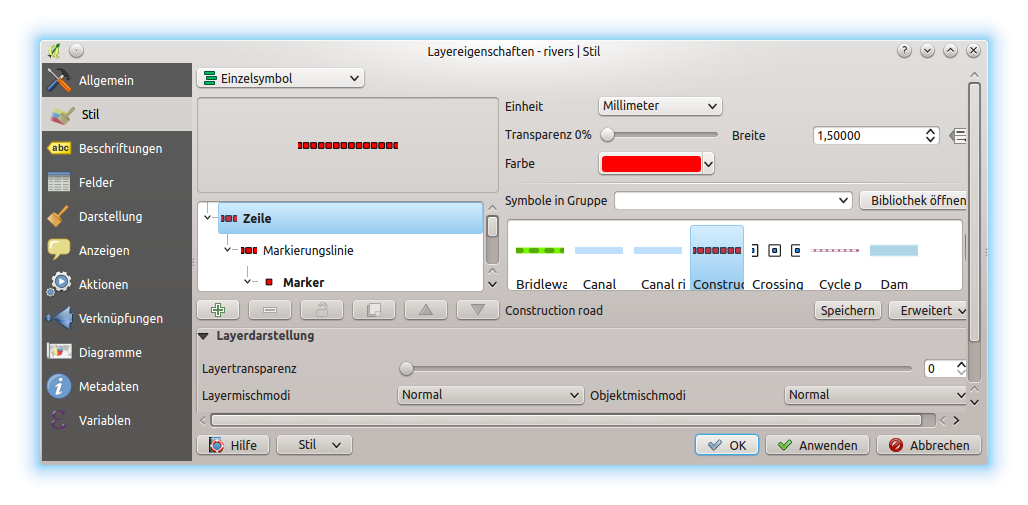 Layereigenschaften - rivers | Stil
Allgemein
Stil
abc Beschriftungen
Felder
Darstellung
Anzeigen
Aktionen
Verknüpfungen
Diagramme
Metadaten
Variablen
Einzelsymbol
Einheit Millimeter
Transparenz 0% Breite 1,50000
Farbe
Symbole in Gruppe Bibliothek öffnen
Zeile
Markierungslinie
Marker
Bridlewa Canal Canal ri Construc Crossing Cycle p Dam
Construction road Speichern Erweitert
Layerdarstellung
Layertransparenz 0
Layermischmodi Normal Objektmischmodi Normal
Hilfe Stil OK Anwenden Abbrechen